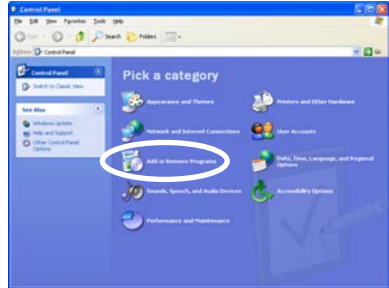 Control Panel
File Edit View Favorites Tools Help
Back Search Folders
Address Control Panel Go
Control Panel
Switch to Classic View
See Also
Windows Update
Help and Support
Other Control Panel Options
Pick a category
Appearance and Themes
Printers and Other Hardware
Network and Internet Connections
User Accounts
Add or Remove Programs
Date, Time, Language, and Regional Options
Sounds, Speech, and Audio Devices
Accessibility Options
Performance and Maintenance